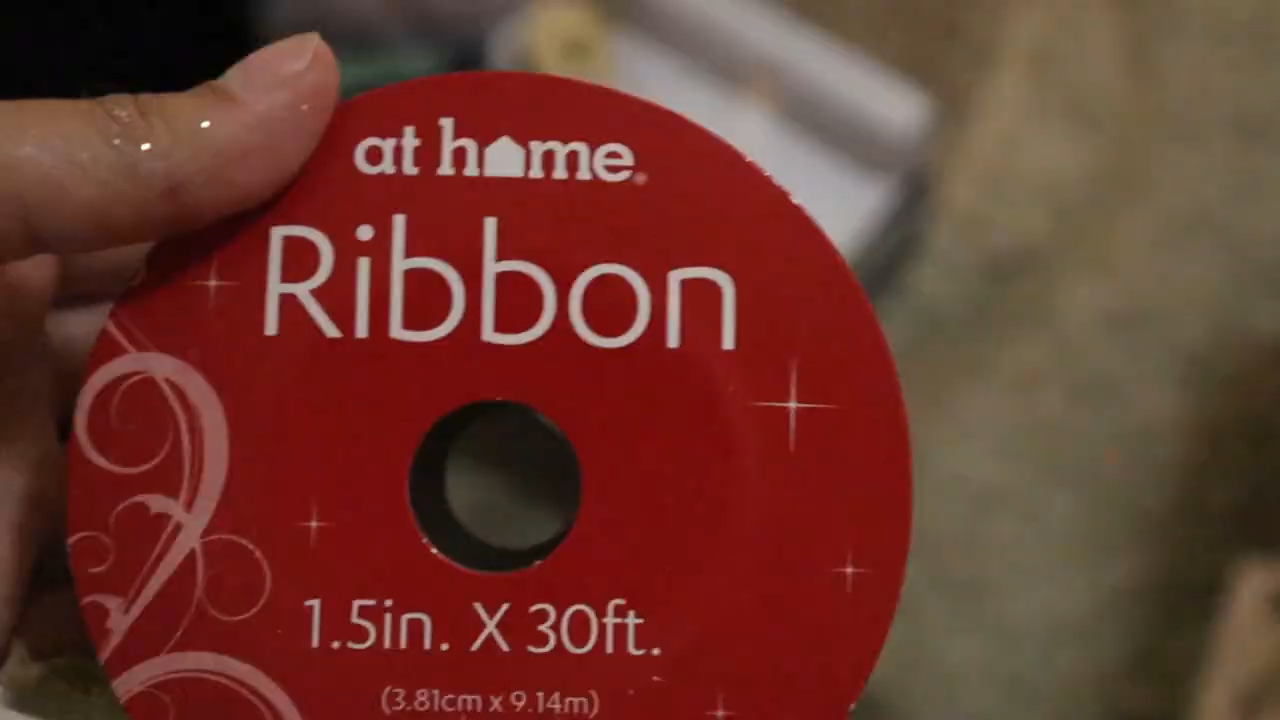 at home
Ribbon
1.5in. X 30ft.
(3.81cm x 9.14m)